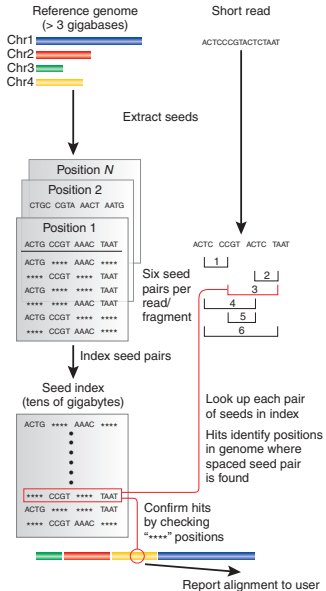 Reference genome
(> 3 gigabases)
Chr1
Chr2
Chr3
Chr4
Short read
ACTCCCGTACTCTAAT
Extract seeds
Position N
Position 2
CTGC CGTA AACT AATG
Position 1
ACTG CCGT AAAC TAAT
ACTG **** AAAC ****
**** CCGT **** TAAT
ACTG **** **** TAAT
**** **** AAAC TAAT
ACTG CCGT **** ****
**** CCGT AAAC ****
ACTC CCGT ACTC TAAT
1
2
3
4
5
6
Six seed
pairs per
read/
fragment
Index seed pairs
Seed index
(tens of gigabytes)
ACTG **** AAAC ****
**** CCGT **** TAAT
ACTG **** **** TAAT
**** CCGT AAAC ****
Look up each pair
of seeds in index
Hits identify positions
in genome where
spaced seed pair
is found
Confirm hits
by checking
"****" positions
Report alignment to user